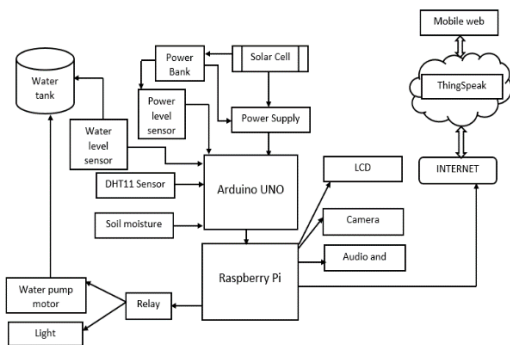 Mobile web
Solar Cell
Power
Bank
ThingSpeak
Water
tank
Power
level
sensor
Power Supply
Water
level
sensor
INTERNET
LCD
DHT11 Sensor
Arduino UNO
Soil moisture
Camera
Audio and
Raspberry Pi
Water pump
motor
Relay
Light